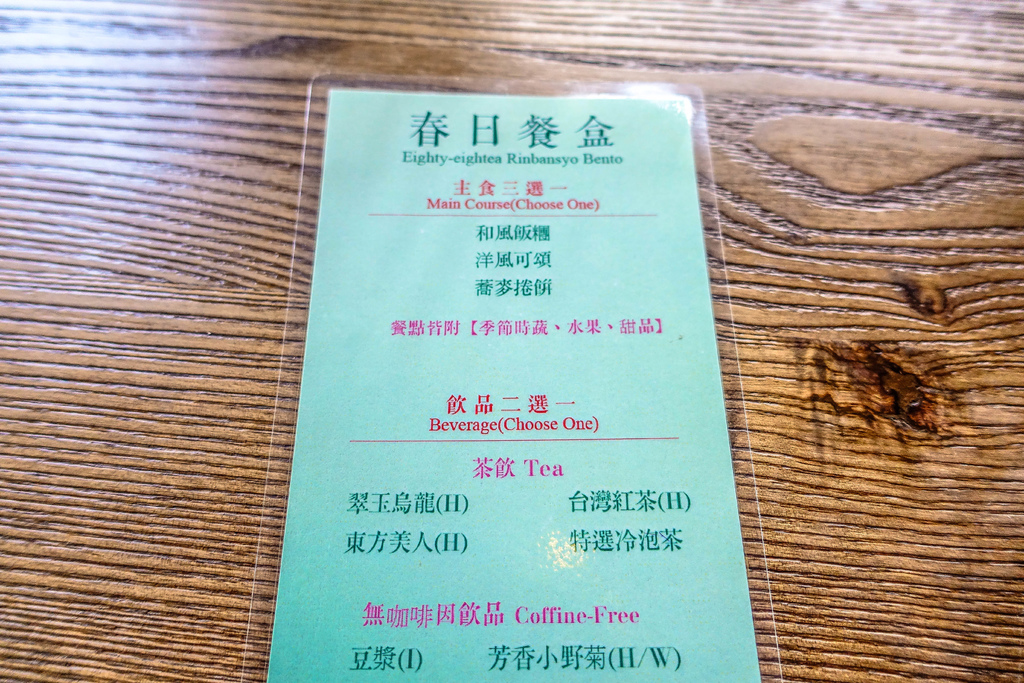 春日餐盒
Eighty-eightea Rinbansyo Bento
主食三選一
Main Course(Choose One)
和風飯糰
洋風可頌
蕎麥捲餅
餐點皆附【季節時蔬、水果、甜品】
飲品二選一
Beverage(Choose One)
茶飲 Tea
翠玉烏龍(H) 台灣紅茶(H)
東方美人(H) 特選冷泡茶
無咖啡因飲品 Coffine-Free
豆漿(I) 芳香小野菊(H/W)